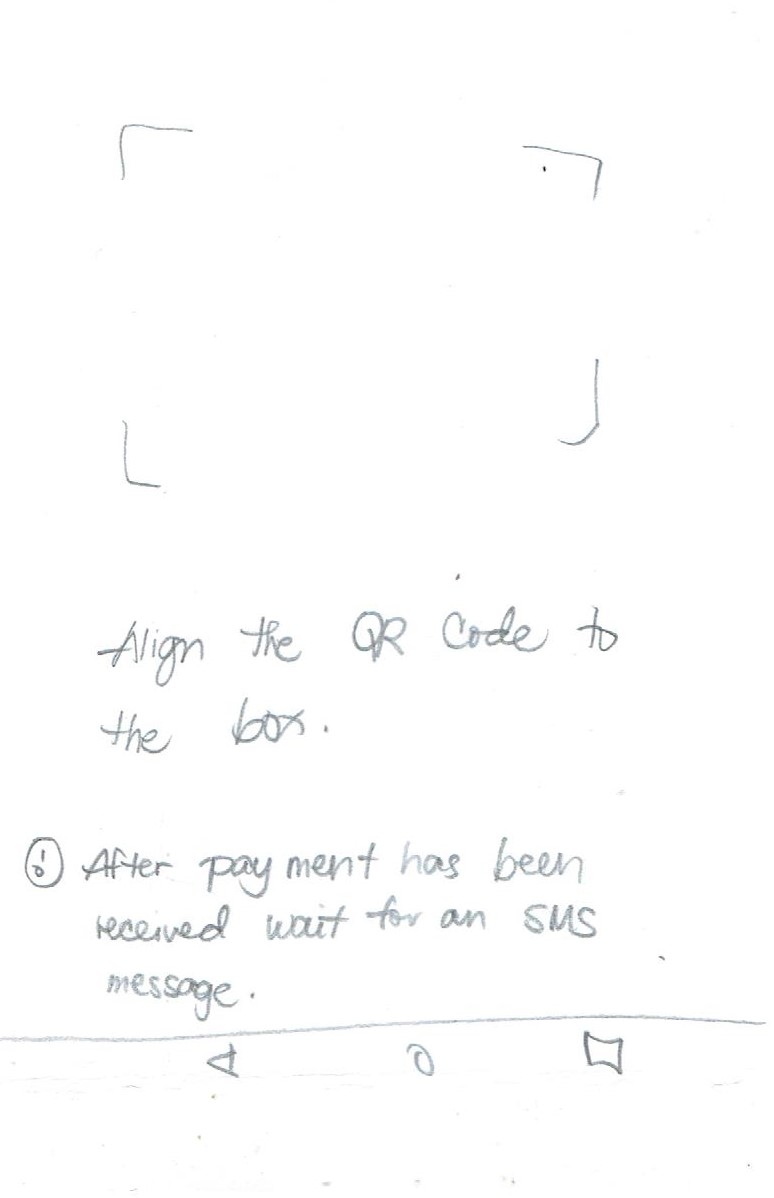 Align the QR Code to
the box.
! After payment has been
received wait for an SMS
message.